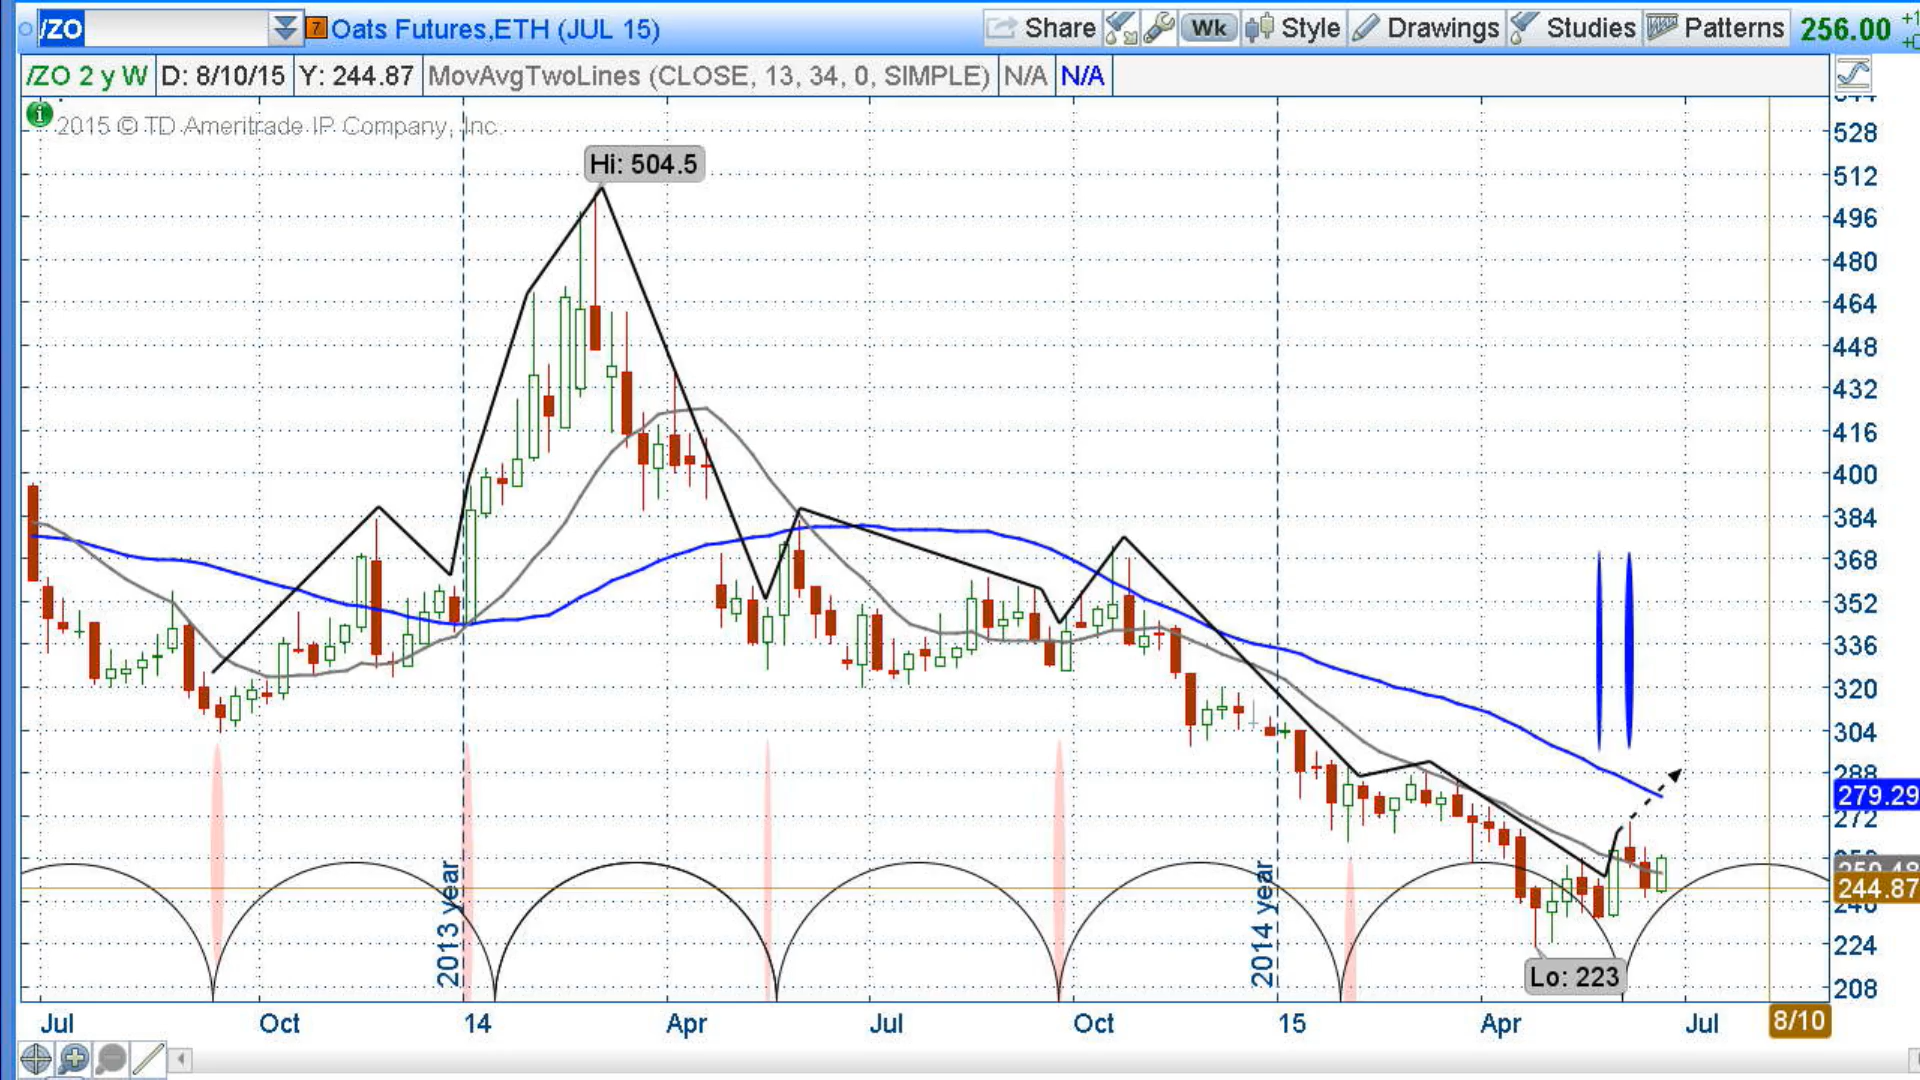 /ZO 7 Oats Futures,ETH (JUL 15) Share Wk Style Drawings Studies Patterns 256.00
/ZO 2 y W D: 8/10/15 Y: 244.87 MovAvgTwoLines (CLOSE, 13, 34, 0, SIMPLE) N/A N/A
2015 © TD Ameritrade IP Company, Inc.
Hi: 504.5
528
512
496
480
464
448
432
416
400
384
368
352
336
320
304
288
279.29
272
244.87
240
224
208
2013 year
2014 year
Lo: 223
Jul Oct 14 Apr Jul Oct 15 Apr Jul 8/10